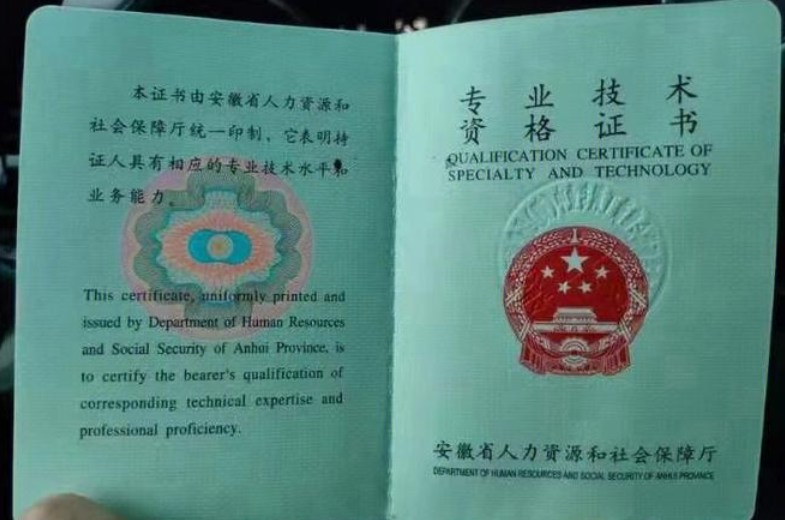 本证书由安徽省人力资源和
社会保障厅统一印制，它表明持
证人具有相应的专业技术水平和
业务能力。
This certificate, uniformly printed and
issued by Department of Human Resources
and Social Security of Anhui Province, is
to certify the bearer's qualification of
corresponding technical expertise and
professional proficiency.
专业技术
资格证书
QUALIFICATION CERTIFICATE OF
SPECIALTY AND TECHNOLOGY
安徽省人力资源和社会保障厅
DEPARTMENT OF HUMAN RESOURCES AND SOCIAL SECURITY OF ANHUI PROVINCE